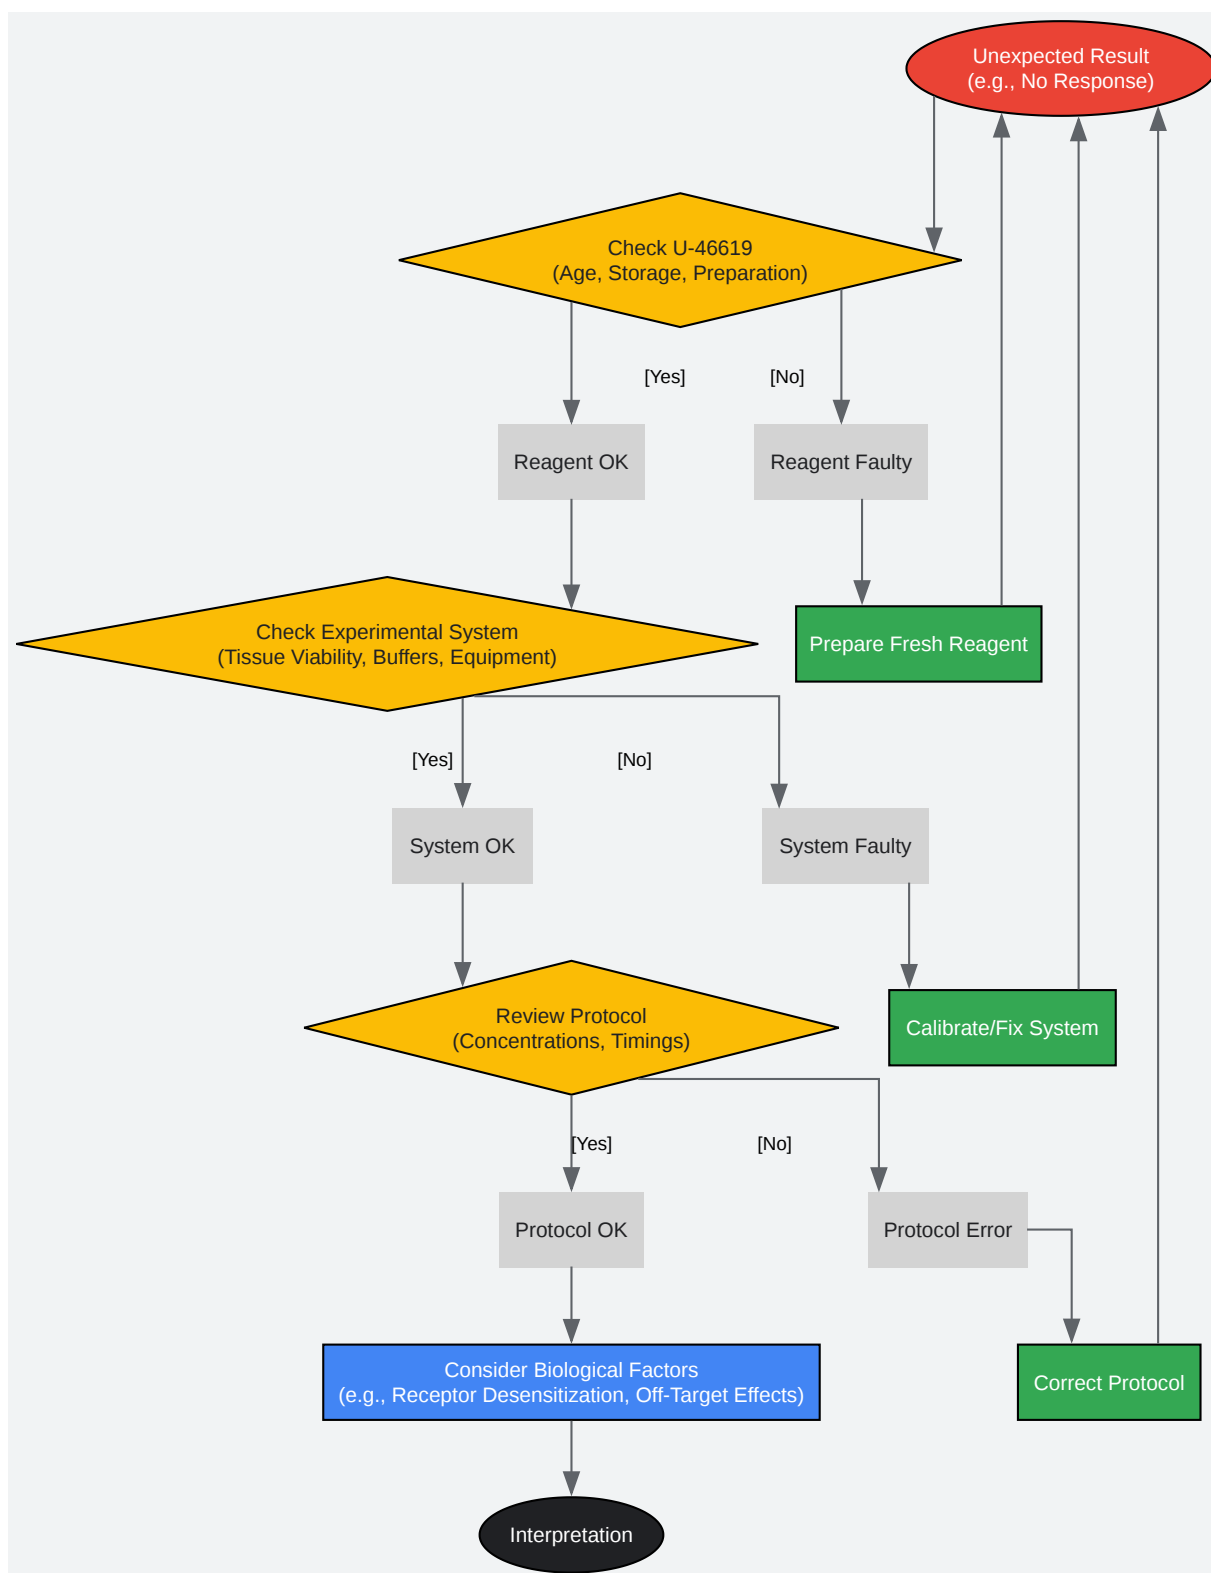 Unexpected Result
(e.g., No Response)
Check U-46619
(Age, Storage, Preparation)
[Yes]
[No]
Reagent OK
Reagent Faulty
Check Experimental System
(Tissue Viability, Buffers, Equipment)
Prepare Fresh Reagent
[Yes]
[No]
System OK
System Faulty
Review Protocol
(Concentrations, Timings)
Calibrate/Fix System
[Yes]
[No]
Protocol OK
Protocol Error
Consider Biological Factors
(e.g., Receptor Desensitization, Off-Target Effects)
Correct Protocol
Interpretation